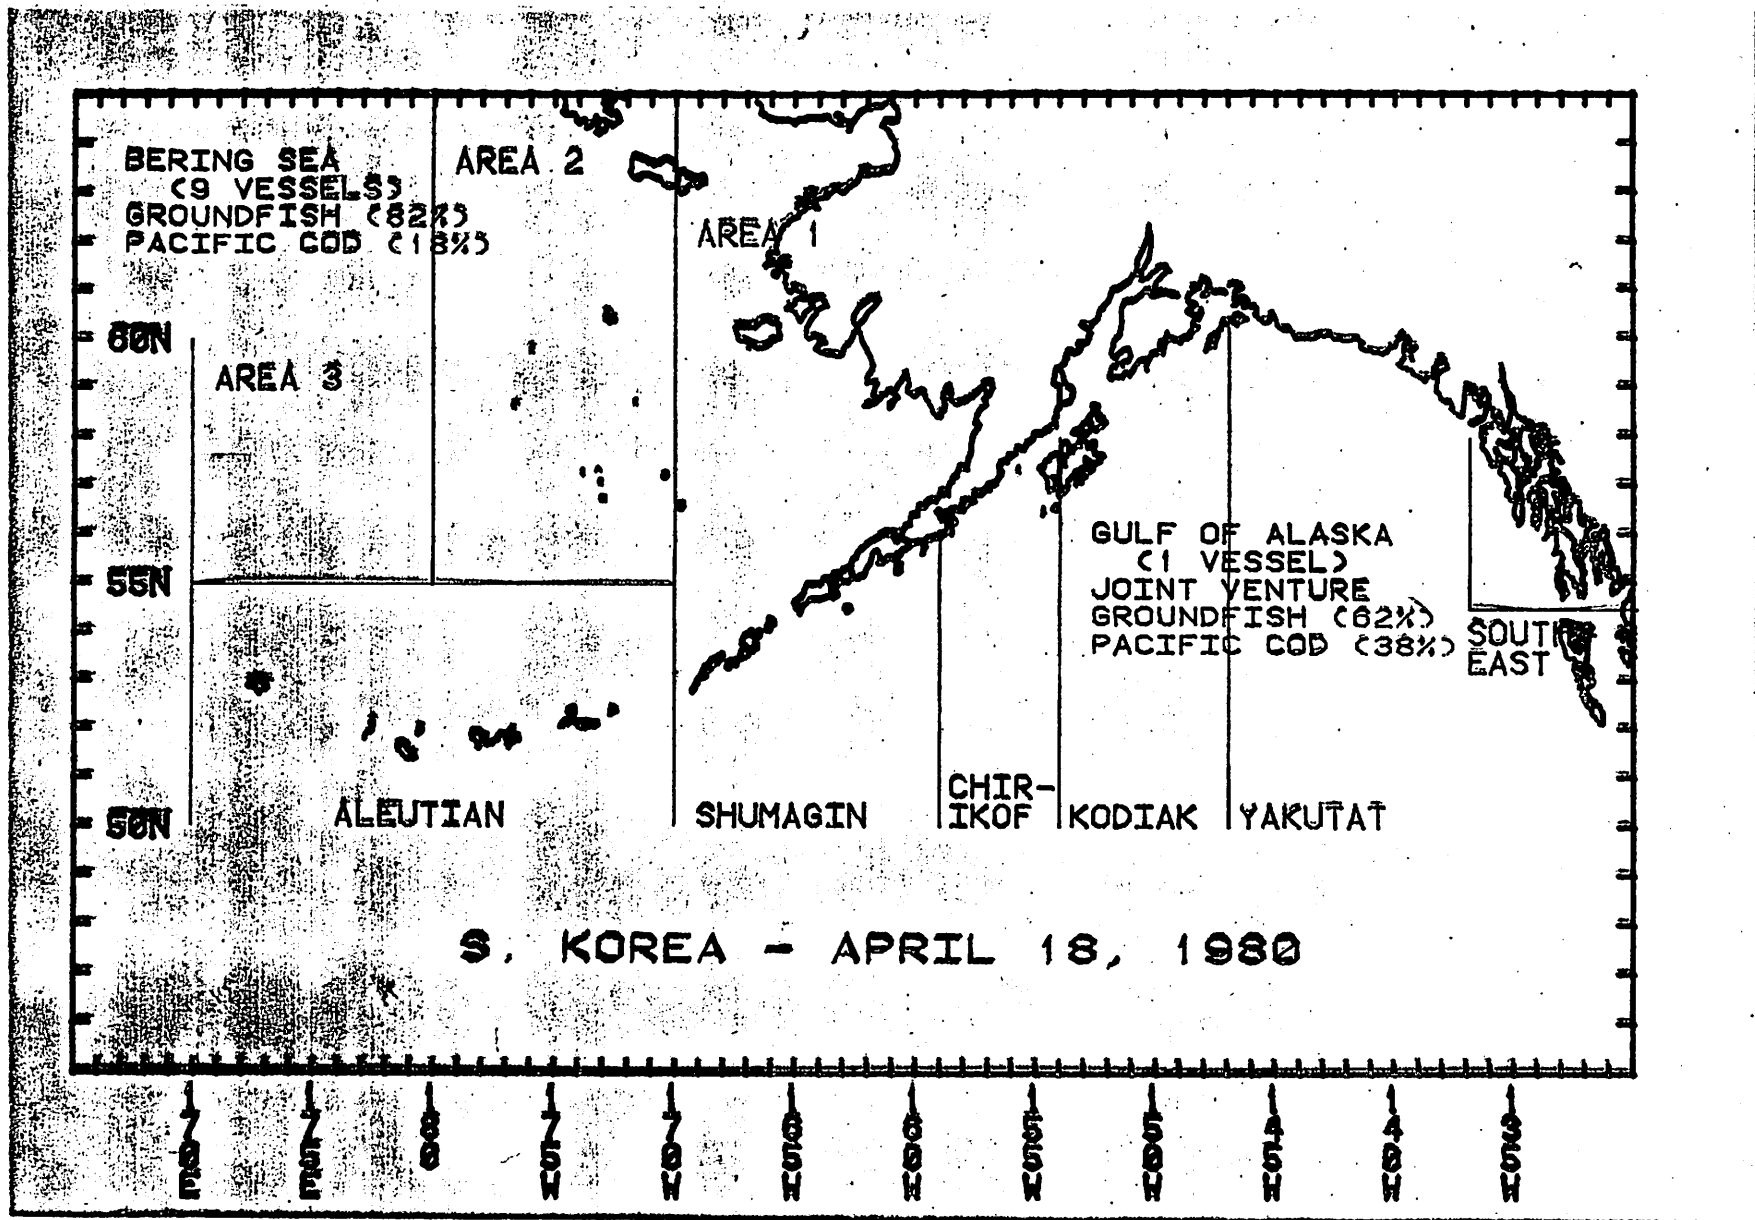 BERING SEA
(9 VESSELS)
GROUNDFISH (82%)
PACIFIC COD (18%)
AREA 2
AREA 1
60N
AREA 3
55N
GULF OF ALASKA
(1 VESSEL)
JOINT VENTURE
GROUNDFISH (62%)
PACIFIC COD (38%)
SOUTH
EAST
50N
ALEUTIAN
SHUMAGIN
CHIR-
IKOF
KODIAK
YAKUTAT
S. KOREA - APRIL 18, 1980
170E
175E
180
175W
170W
165W
160W
155W
150W
145W
140W
135W